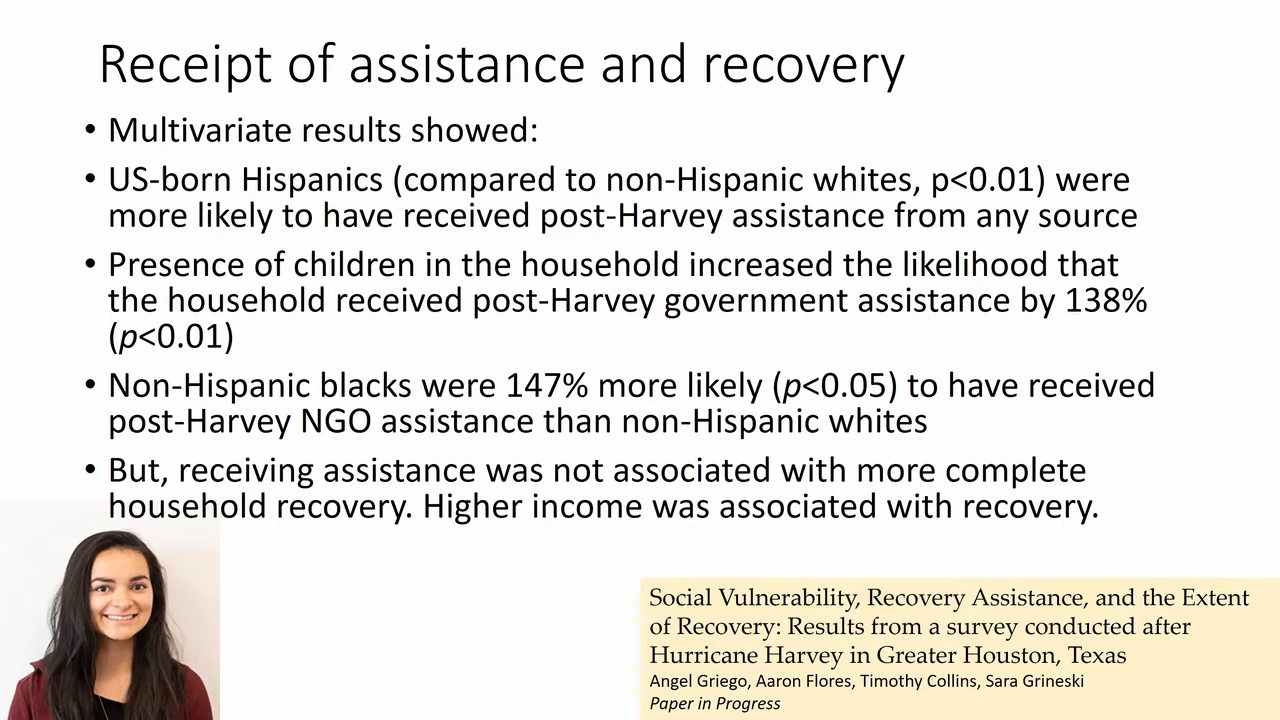 Receipt of assistance and recovery
• Multivariate results showed:
• US-born Hispanics (compared to non-Hispanic whites, p<0.01) were
more likely to have received post-Harvey assistance from any source
• Presence of children in the household increased the likelihood that
the household received post-Harvey government assistance by 138%
(p<0.01)
• Non-Hispanic blacks were 147% more likely (p<0.05) to have received
post-Harvey NGO assistance than non-Hispanic whites
• But, receiving assistance was not associated with more complete
household recovery. Higher income was associated with recovery.
Social Vulnerability, Recovery Assistance, and the Extent
of Recovery: Results from a survey conducted after
Hurricane Harvey in Greater Houston, Texas
Angel Griego, Aaron Flores, Timothy Collins, Sara Grineski
Paper in Progress